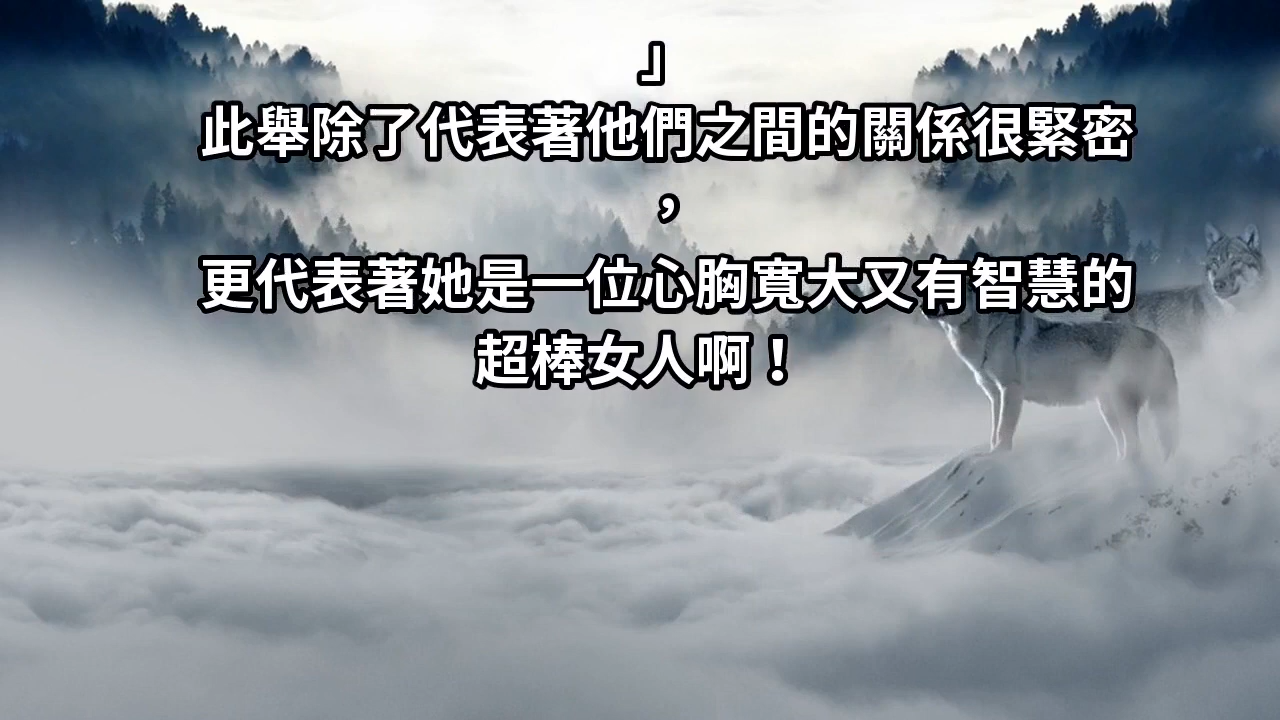 』
此舉除了代表著他們之間的關係很緊密
，
更代表著她是一位心胸寬大又有智慧的
超棒女人啊！